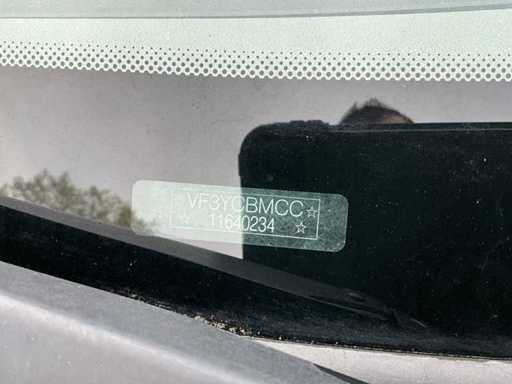 ☆ VF3YCBMCC ☆
☆ 11640234 ☆